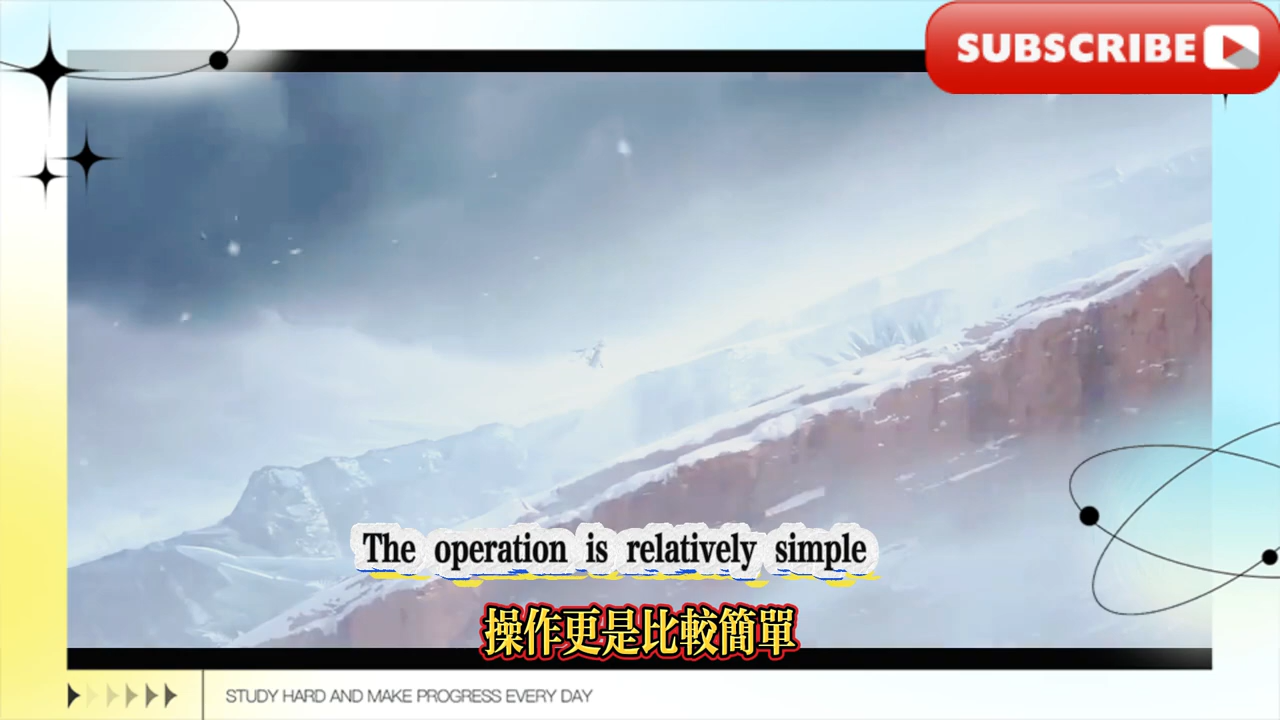 SUBSCRIBE
The operation is relatively simple
操作更是比較簡單
STUDY HARD AND MAKE PROGRESS EVERY DAY